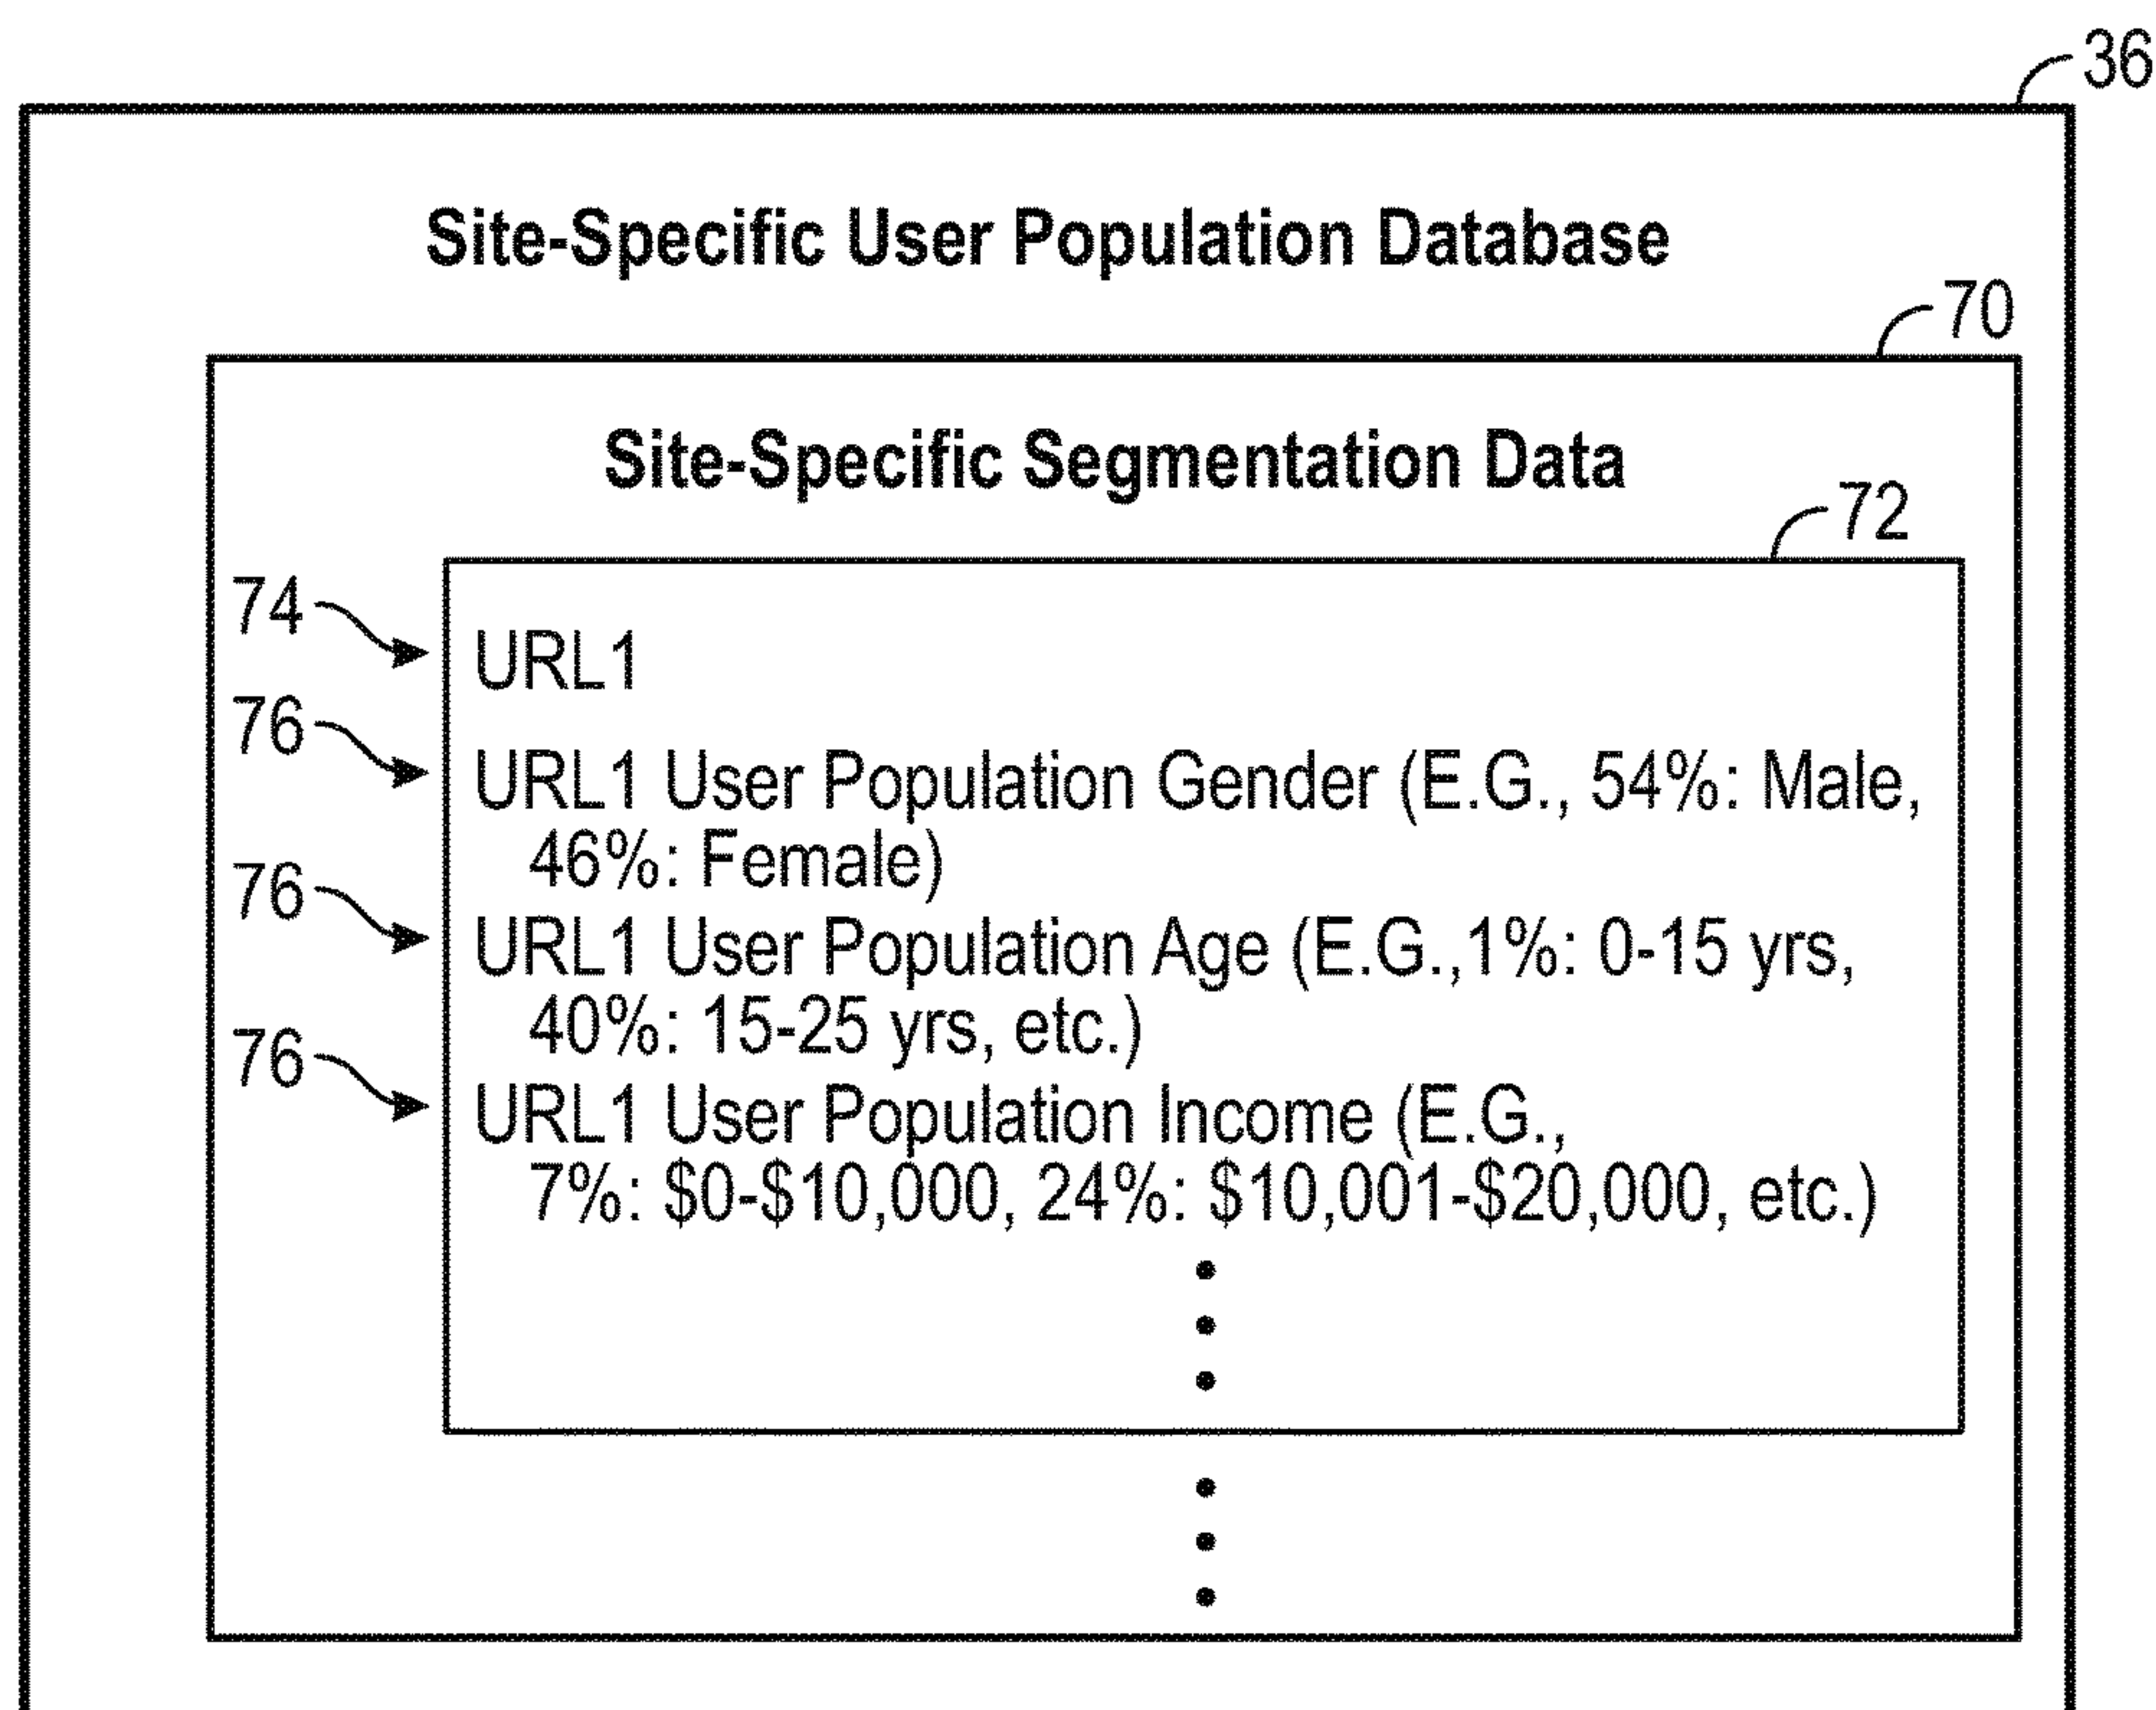 36
Site-Specific User Population Database
70
Site-Specific Segmentation Data
72
74
URL1
76
URL1 User Population Gender (E.G., 54%: Male,
46%: Female)
76
URL1 User Population Age (E.G.,1%: 0-15 yrs,
40%: 15-25 yrs, etc.)
76
URL1 User Population Income (E.G.,
7%: $0-$10,000, 24%: $10,001-$20,000, etc.)